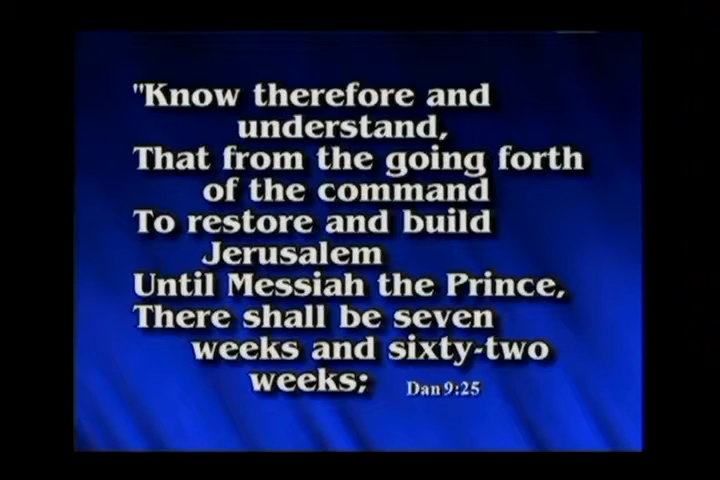 "Know therefore and
understand,
That from the going forth
of the command
To restore and build
Jerusalem
Until Messiah the Prince,
There shall be seven
weeks and sixty-two
weeks; Dan 9:25